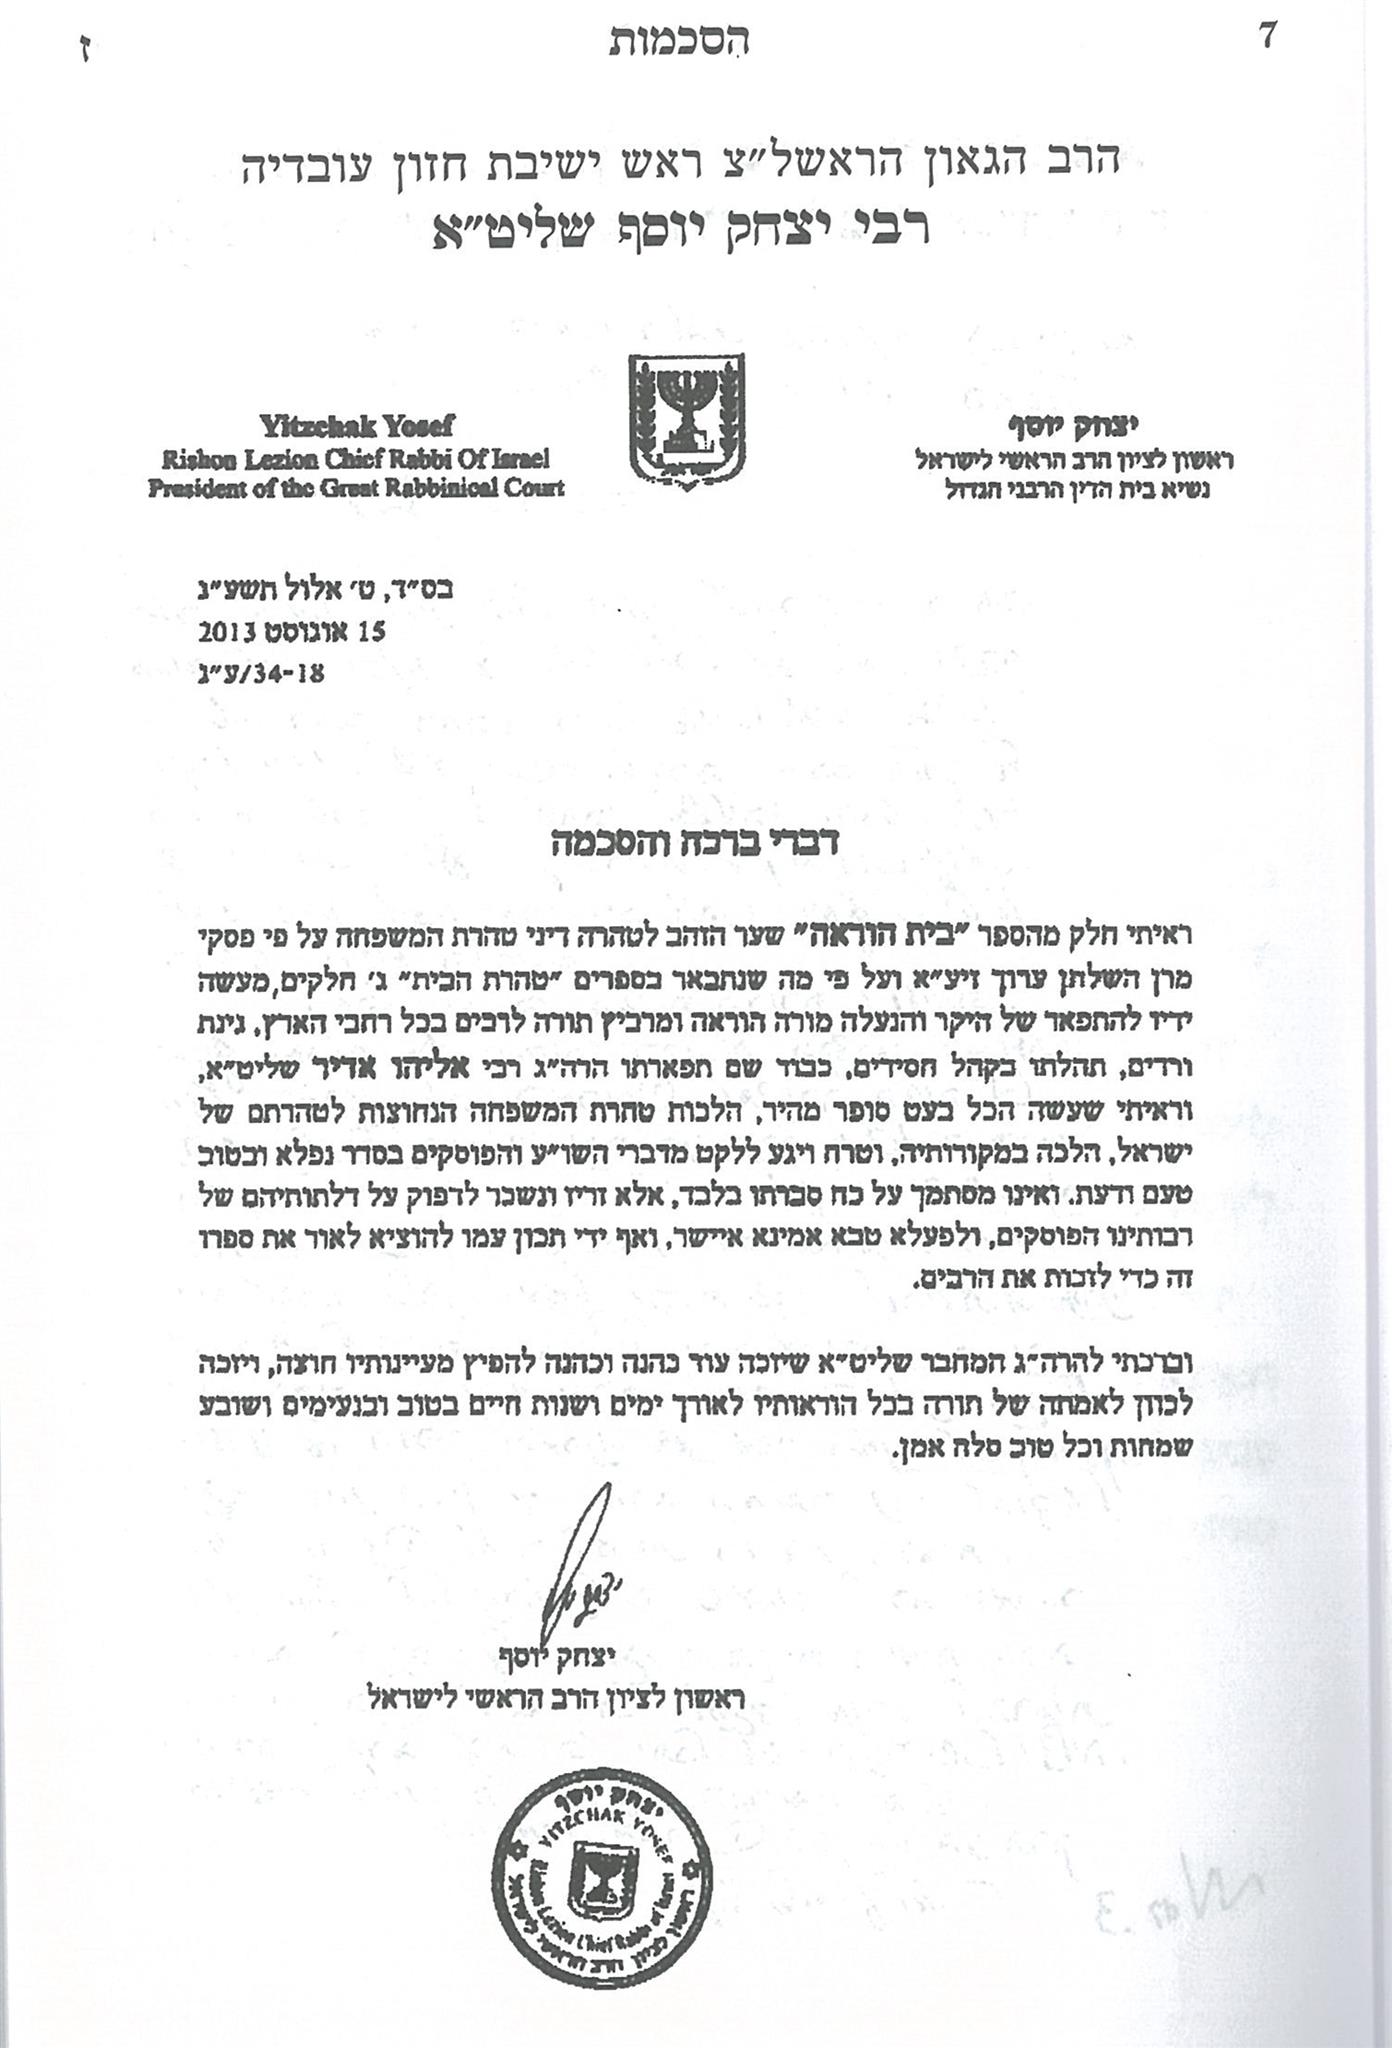 7 הסכמות ז
הרב הגאון הראשל״צ ראש ישיבת חזון עובדיה
רבי יצחק יוסף שליט״א
יצחק יוסף
ראשון לציון הרב הראשי לישראל
נשיא בית הדין הרבני הגדול
Yitzchak Yosef
Rishon Lezion Chief Rabbi Of Israel
President of the Great Rabbinical Court
בס״ד, ט׳ אלול תשע״ג
15 אוגוסט 2013
34-18/ע״ג
דברי ברכה והסכמה
ראיתי חלק מהספר ״בית הוראה״ שער הזהב לטהרה דיני טהרת המשפחה על פי פסקי
מרן השלתן ערוך זיע״א ועל פי מה שנתבאר בספרים ״טהרת הבית״ ג׳ חלקים,מעשה
ידיו להתפאר של היקר והנעלה מורה הוראה ומרביץ תורה לרבים בכל רחבי הארץ, גינת
ורדים, תהלתו בקהל חסידים, כבוד שם תפארתו הרה״ג רבי אליהו אדיר שליט״א,
וראיתי שעשה הכל בעט סופר מהיר, הלכות טהרת המשפחה הנחוצות לטהרתם של
ישראל, הלכה במקורותיה, וטרח ויגע ללקט מדברי השו״ע והפוסקים בסדר נפלא ובטוב
טעם ודעת. ואינו מסתמך על כח סברתו בלבד, אלא זריז ונשכר לדפוק על דלתותיהם של
רבותינו הפוסקים, ולפעלא טבא אמינא איישר, ואף ידי תכון עמו להוציא לאור את ספרו
זה כדי לזכות את הרבים.
וברכתי להרה״ג המחבר שליט״א שיזכה עוד כהנה וכהנה להפיץ מעיינותיו חוצה, ויזכה
לכוון לאמתה של תורה בכל הוראותיו לאורך ימים ושנות חיים בטוב ובנעימים ושובע
שמחות וכל טוב סלה אמן.
יצחק יוסף
ראשון לציון הרב הראשי לישראל
יצחק יוסף
YITZCHAK YOSEF
Rishon Lezion Chief Rabbi of Israel
ראשון לציון הרב הראשי לישראל